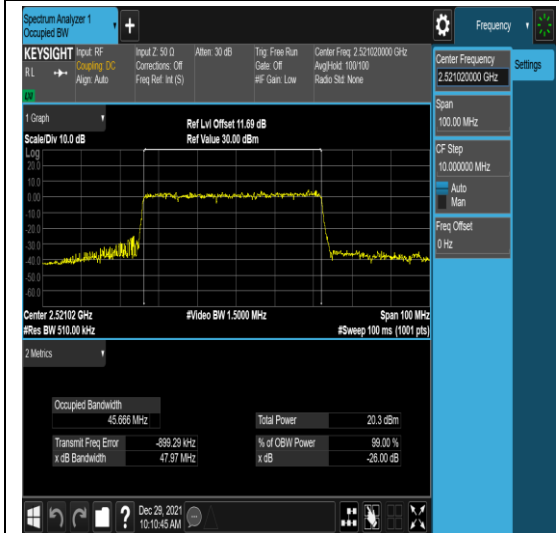 Spectrum Analyzer 1
Occupied BW
+
Frequency
KEYSIGHT
R L
Input: RF
Coupling: DC
Align: Auto
Input Z: 50 Ω
Corrections: Off
Freq Ref: Int (S)
Atten: 30 dB
Trig: Free Run
Gate: Off
#IF Gain: Low
Center Freq: 2.521020000 GHz
Avg|Hold: 100/100
Radio Std: None
Center Frequency
2.521020000 GHz
Settings
Span
100.00 MHz
CF Step
10.000000 MHz
Auto
Man
Freq Offset
0 Hz
1 Graph
Scale/Div 10.0 dB
Ref Lvl Offset 11.69 dB
Ref Value 30.00 dBm
Log
20.0
10.0
0.00
-10.0
-20.0
-30.0
-40.0
-50.0
-60.0
Center 2.52102 GHz
#Res BW 510.00 kHz
#Video BW 1.5000 MHz
Span 100 MHz
#Sweep 100 ms (1001 pts)
2 Metrics
Occupied Bandwidth
45.666 MHz
Total Power 20.3 dBm
Transmit Freq Error -899.29 kHz
% of OBW Power 99.00 %
x dB Bandwidth 47.97 MHz
x dB -26.00 dB
?
Dec 29, 2021
10:10:45 AM